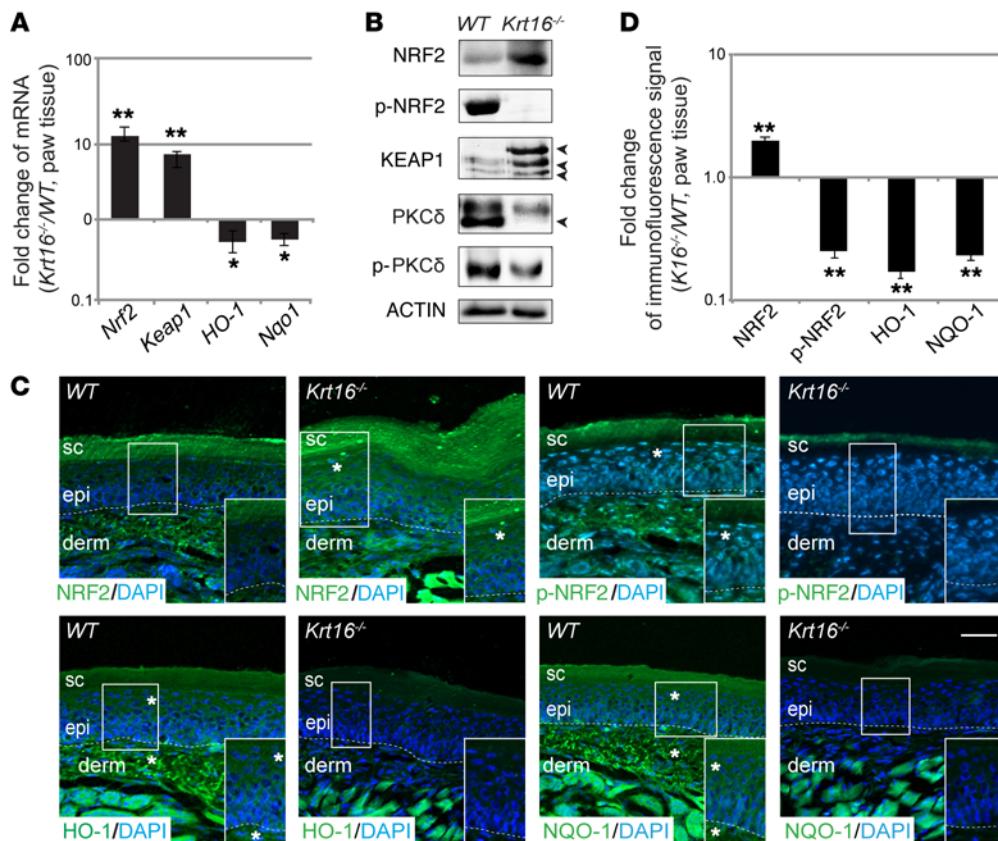 A
Fold change of mRNA
(Krt16-/-/WT, paw tissue)
100
10
0
0.1
**
**
*
*
Nrf2
Keap1
HO-1
Nqo1
B
WT Krt16-/-
NRF2
p-NRF2
KEAP1
PKCδ
p-PKCδ
ACTIN
D
Fold change
of immunofluorescence signal
(K16-/-/WT, paw tissue)
10
1.0
0.1
**
**
**
**
NRF2
p-NRF2
HO-1
NQO-1
C
WT
sc
epi
derm
NRF2/DAPI
Krt16-/-
sc
*
epi
*
derm
NRF2/DAPI
WT
sc
*
epi
*
derm
p-NRF2/DAPI
Krt16-/-
sc
epi
derm
p-NRF2/DAPI
WT
sc
*
epi
*
*
derm
HO-1/DAPI
*
Krt16-/-
sc
epi
derm
HO-1/DAPI
WT
sc
*
epi
*
*
derm
NQO-1/DAPI
*
Krt16-/-
sc
epi
derm
NQO-1/DAPI